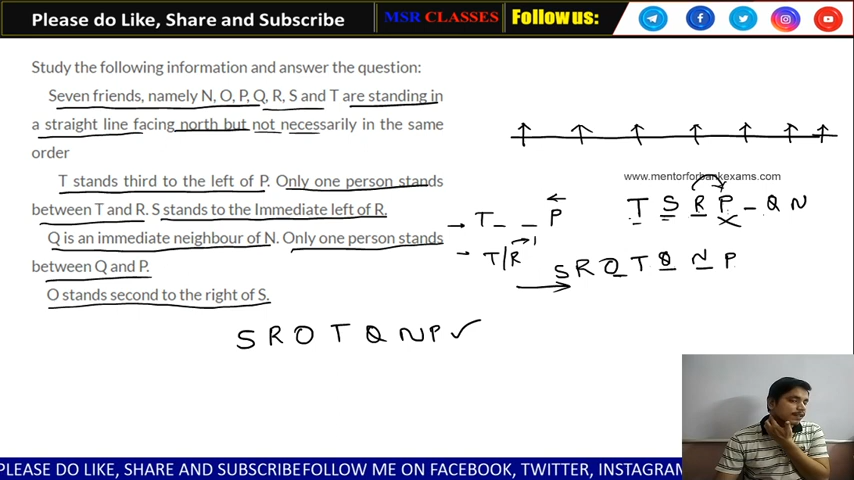 Please do Like, Share and Subscribe MSR CLASSES Follow us:
Study the following information and answer the question:
Seven friends, namely N, O, P, Q, R, S and T are standing in
a straight line facing north but not necessarily in the same
order
www.mentorforbankexams.com
T stands third to the left of P. Only one person stands
between T and R. S stands to the Immediate left of R.
Q is an immediate neighbour of N. Only one person stands
between Q and P.
O stands second to the right of S.
T S R P _ Q N
T _ _ P
T/R
S R O T Q N P
S R O T Q N P ✓
PLEASE DO LIKE, SHARE AND SUBSCRIBEFOLLOW ME ON FACEBOOK, TWITTER, INSTAGRAM